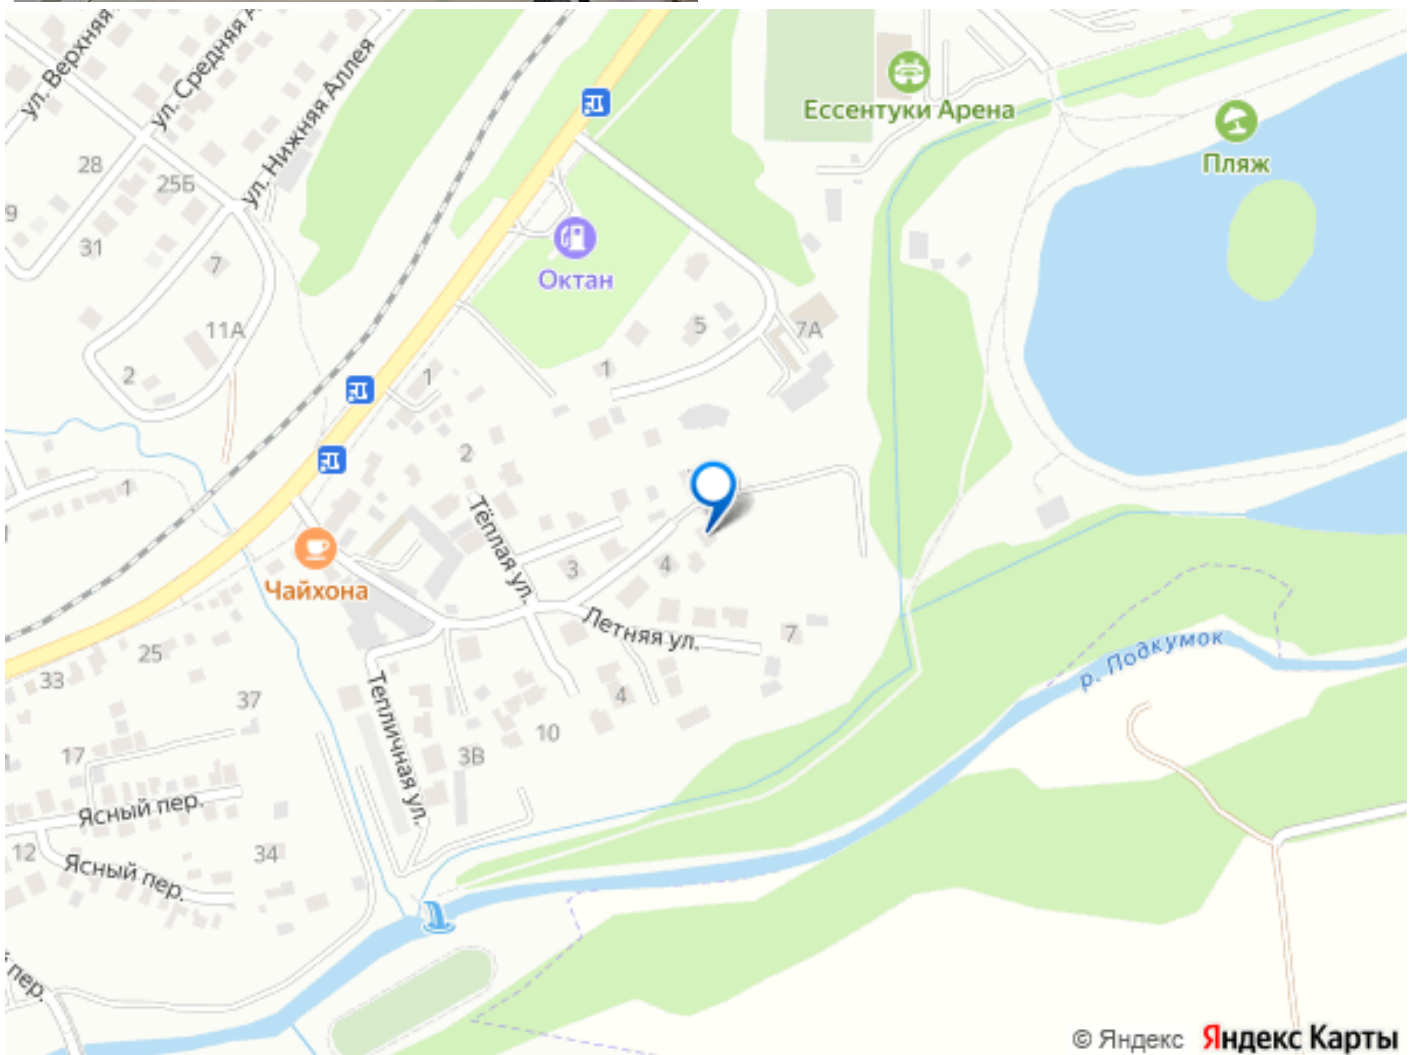 ул. Верхняя
ул. Средняя А
ул. Нижняя Аллея
Ессентуки Арена
Пляж
28
25Б
9
31
7
Октан
11А
5
7А
2
1
1
2
1
Тёплая ул.
Чайхона
3
4
Летняя ул.
7
25
33
р. Подкумок
37
4
Тепличная ул.
10
17
3В
Ясный пер.
12
34
Ясный пер.
й пер.
© Яндекс Яндекс Карты